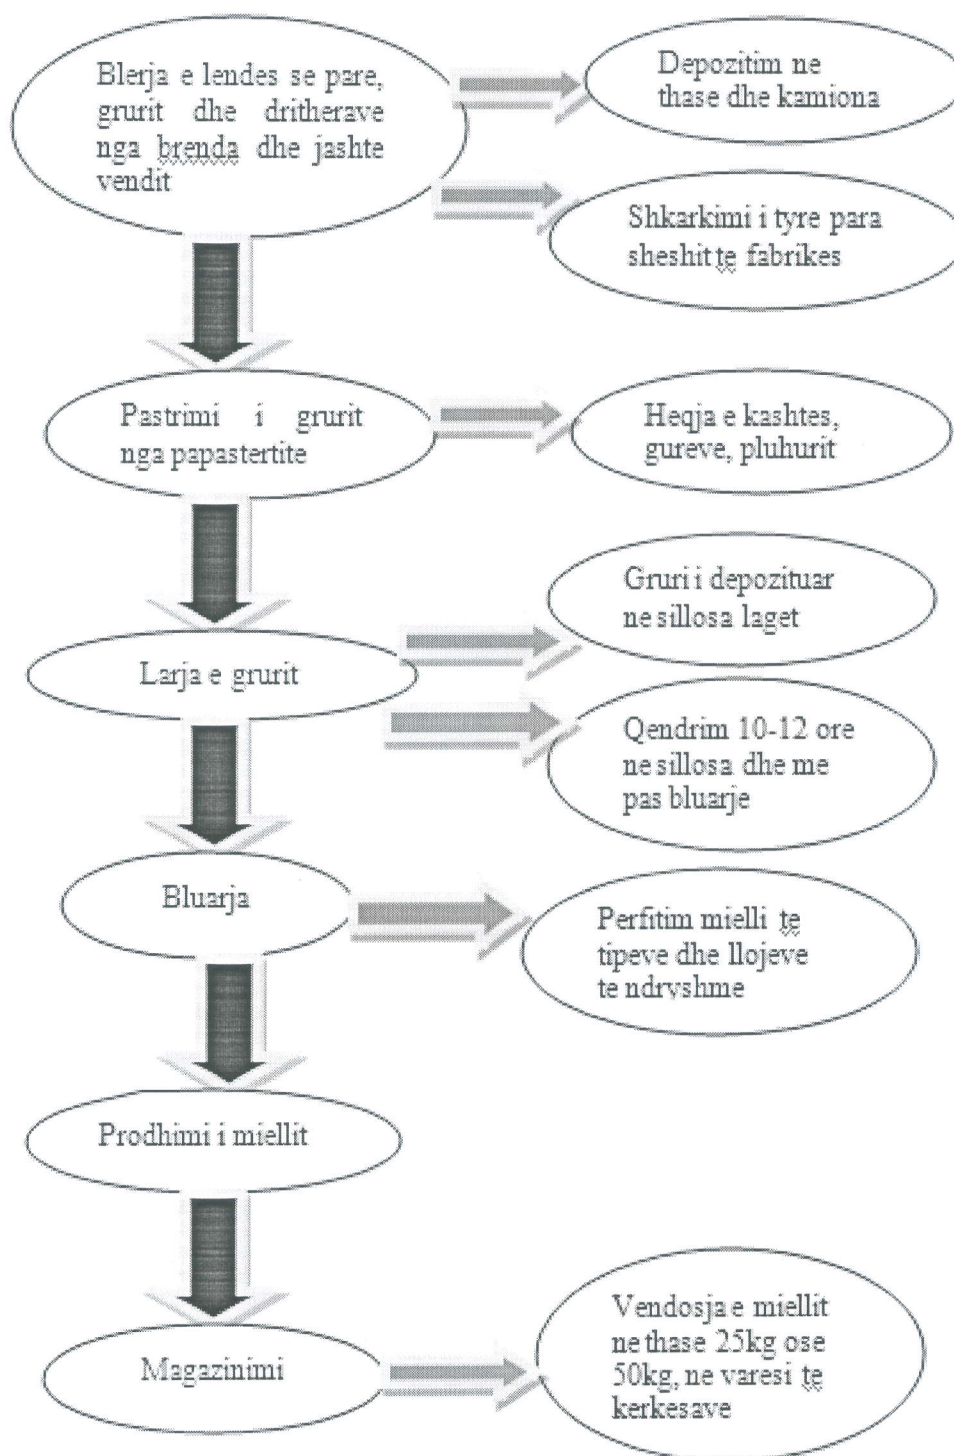 Blerja e lendes se pare,
grurit dhe dritherave
nga brenda dhe jashte
vendit
Depozitim ne
thase dhe kamiona
Shkarkimi i tyre para
sheshit te fabrikes
Pastrimi i grurit
nga papastertite
Heqja e kashtes,
gureve, pluhurit
Larja e grurit
Gruri i depozituar
ne sillosa laget
Qendrim 10-12 ore
ne sillosa dhe me
pas bluarje
Bluarja
Perfitim mielli te
tipeve dhe llojeve
te ndryshme
Prodhimi i miellit
Magazinimi
Vendosja e miellit
ne thase 25kg ose
50kg, ne varesi te
kerkesave